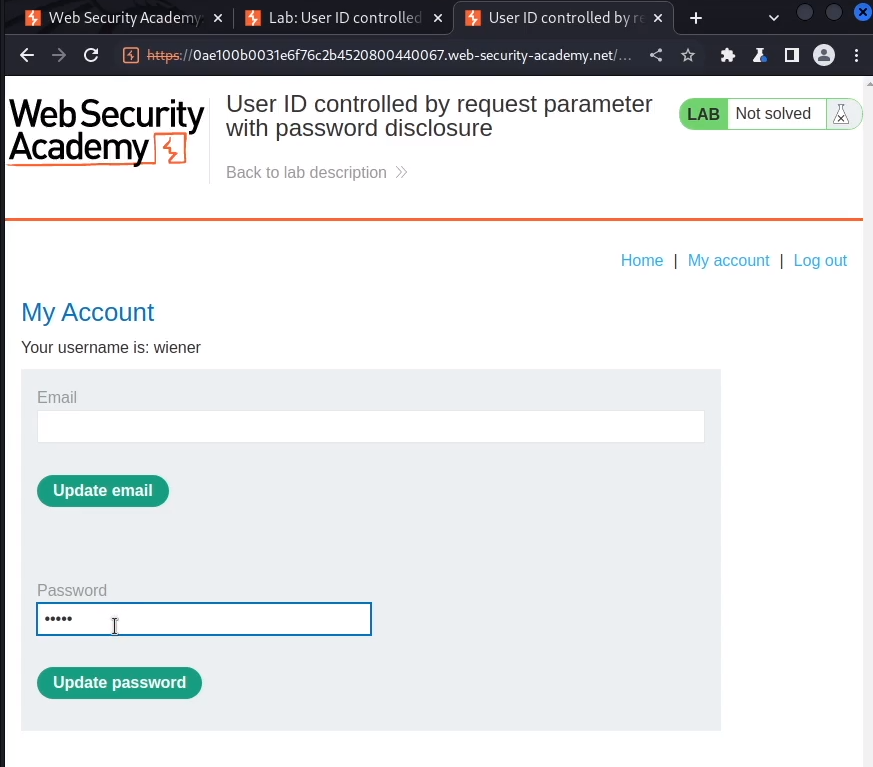 Web Security Academy
Lab: User ID controlled
User ID controlled by re
https://0ae100b0031e6f76c2b4520800440067.web-security-academy.net/...
WebSecurity
Academy
User ID controlled by request parameter
with password disclosure
LAB Not solved
Back to lab description
Home | My account | Log out
My Account
Your username is: wiener
Email
Update email
Password
•••••
Update password